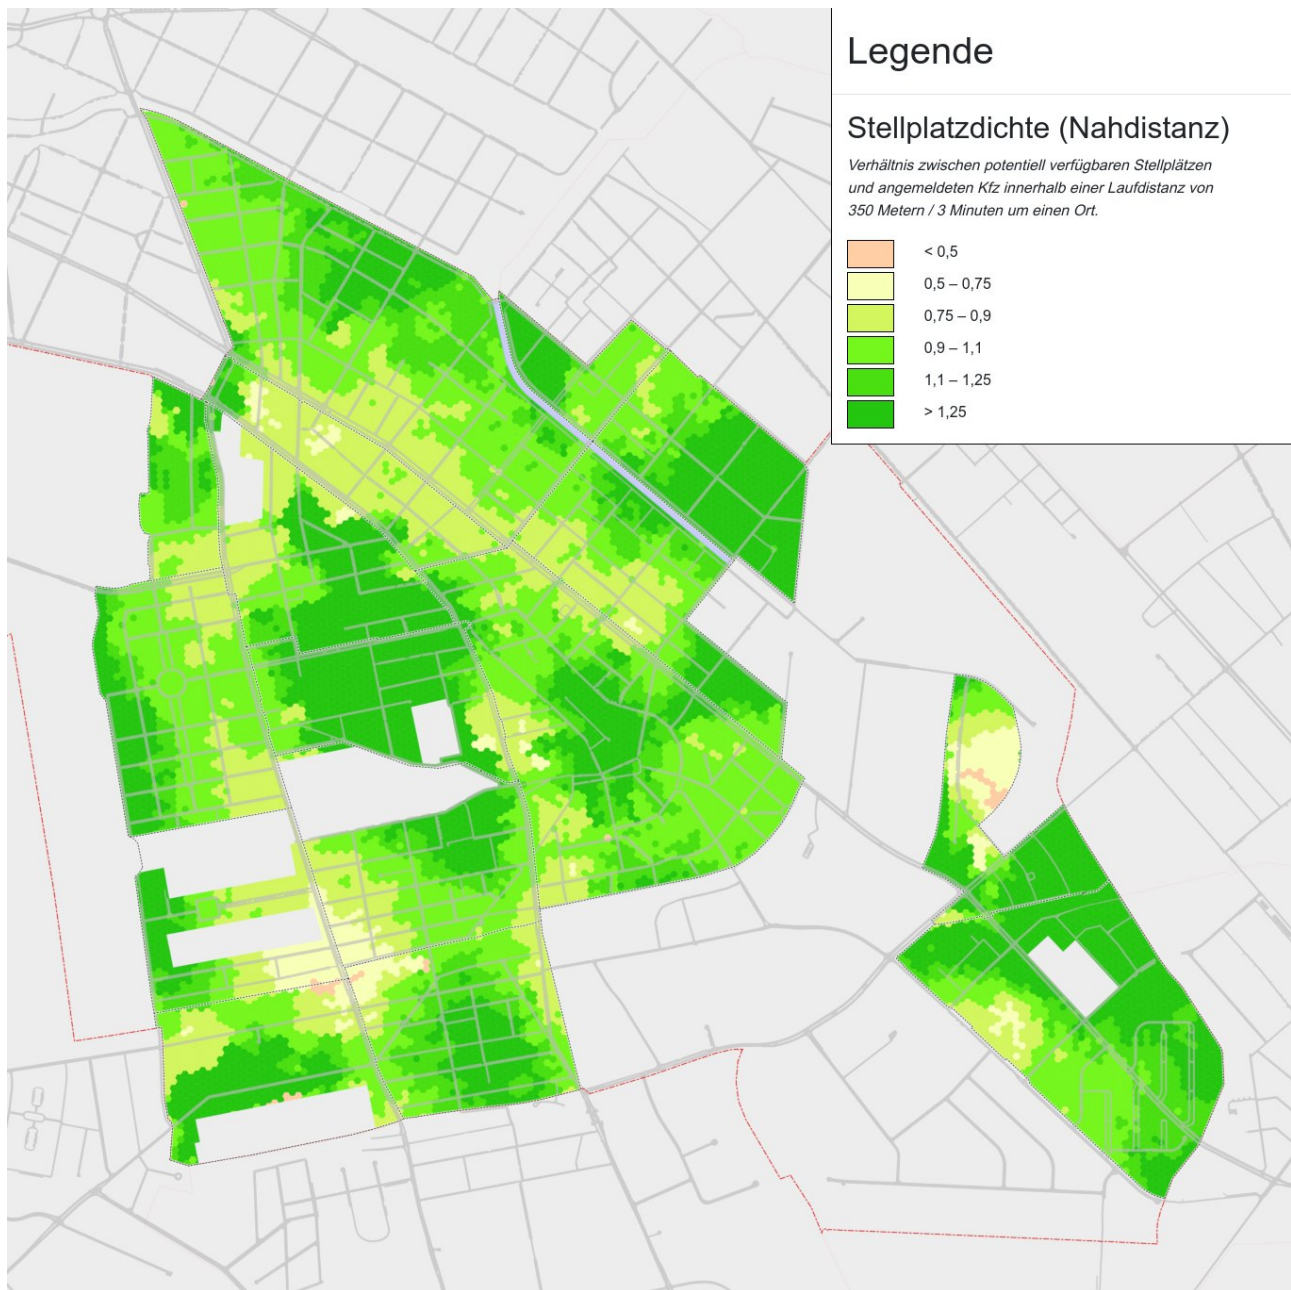 Legende
Stellplatzdichte (Nahdistanz)
Verhältnis zwischen potentiell verfügbaren Stellplätzen
und angemeldeten Kfz innerhalb einer Laufdistanz von
350 Metern / 3 Minuten um einen Ort.
< 0,5
0,5 – 0,75
0,75 – 0,9
0,9 – 1,1
1,1 – 1,25
> 1,25